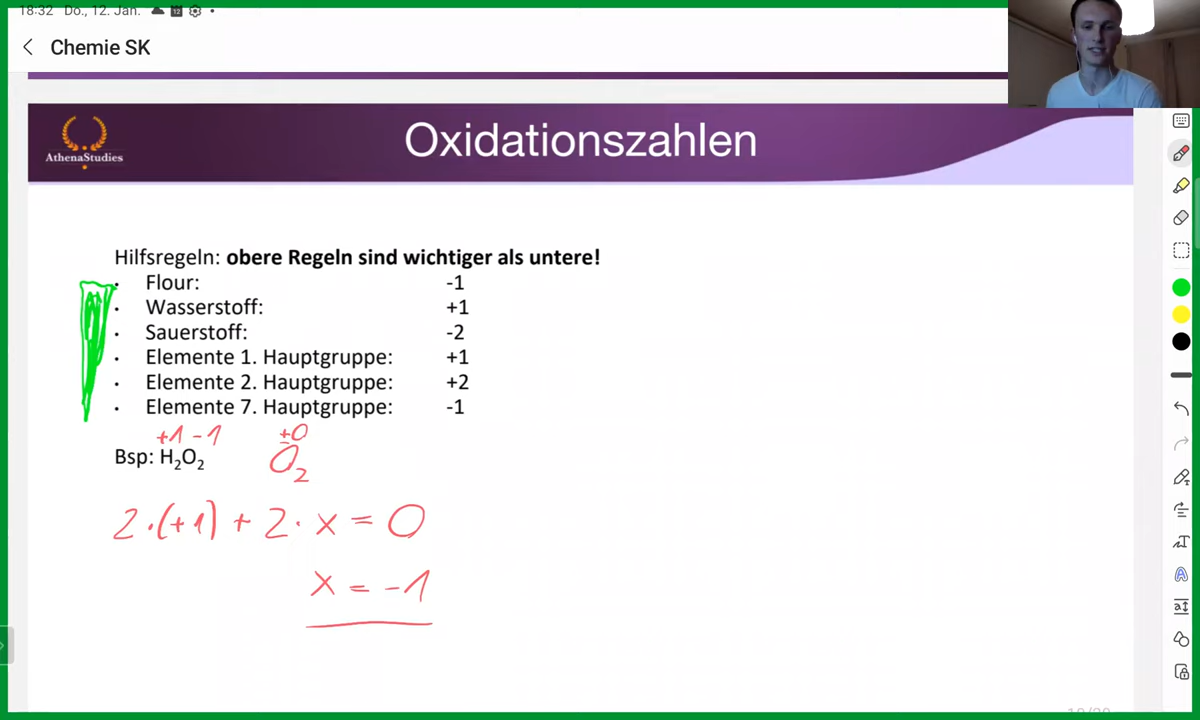 18:32 Do., 12. Jan. 12
Chemie SK
AthenaStudies
Oxidationszahlen
Hilfsregeln: obere Regeln sind wichtiger als untere!
• Flour: -1
• Wasserstoff: +1
• Sauerstoff: -2
• Elemente 1. Hauptgruppe: +1
• Elemente 2. Hauptgruppe: +2
• Elemente 7. Hauptgruppe: -1
+1 -1 ±0
Bsp: H₂O₂ O₂
2·(+1) + 2·x = 0
x = -1